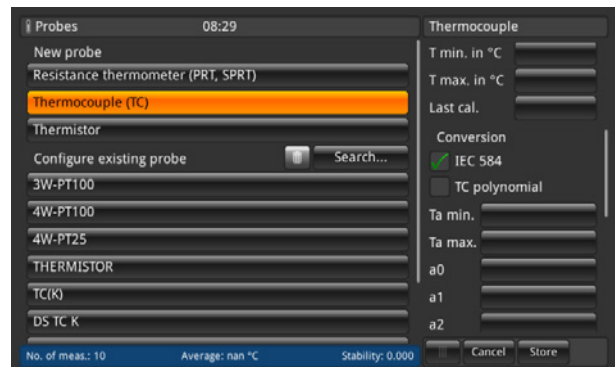 Probes 08:29
New probe
Resistance thermometer (PRT, SPRT)
Thermocouple (TC)
Thermistor
Configure existing probe Search...
3W-PT100
4W-PT100
4W-PT25
THERMISTOR
TC(K)
DS TC K
No. of meas.: 10 Average: nan °C Stability: 0.000
Thermocouple
T min. in °C
T max. in °C
Last cal.
Conversion
IEC 584
TC polynomial
Ta min.
Ta max.
a0
a1
a2
Cancel Store